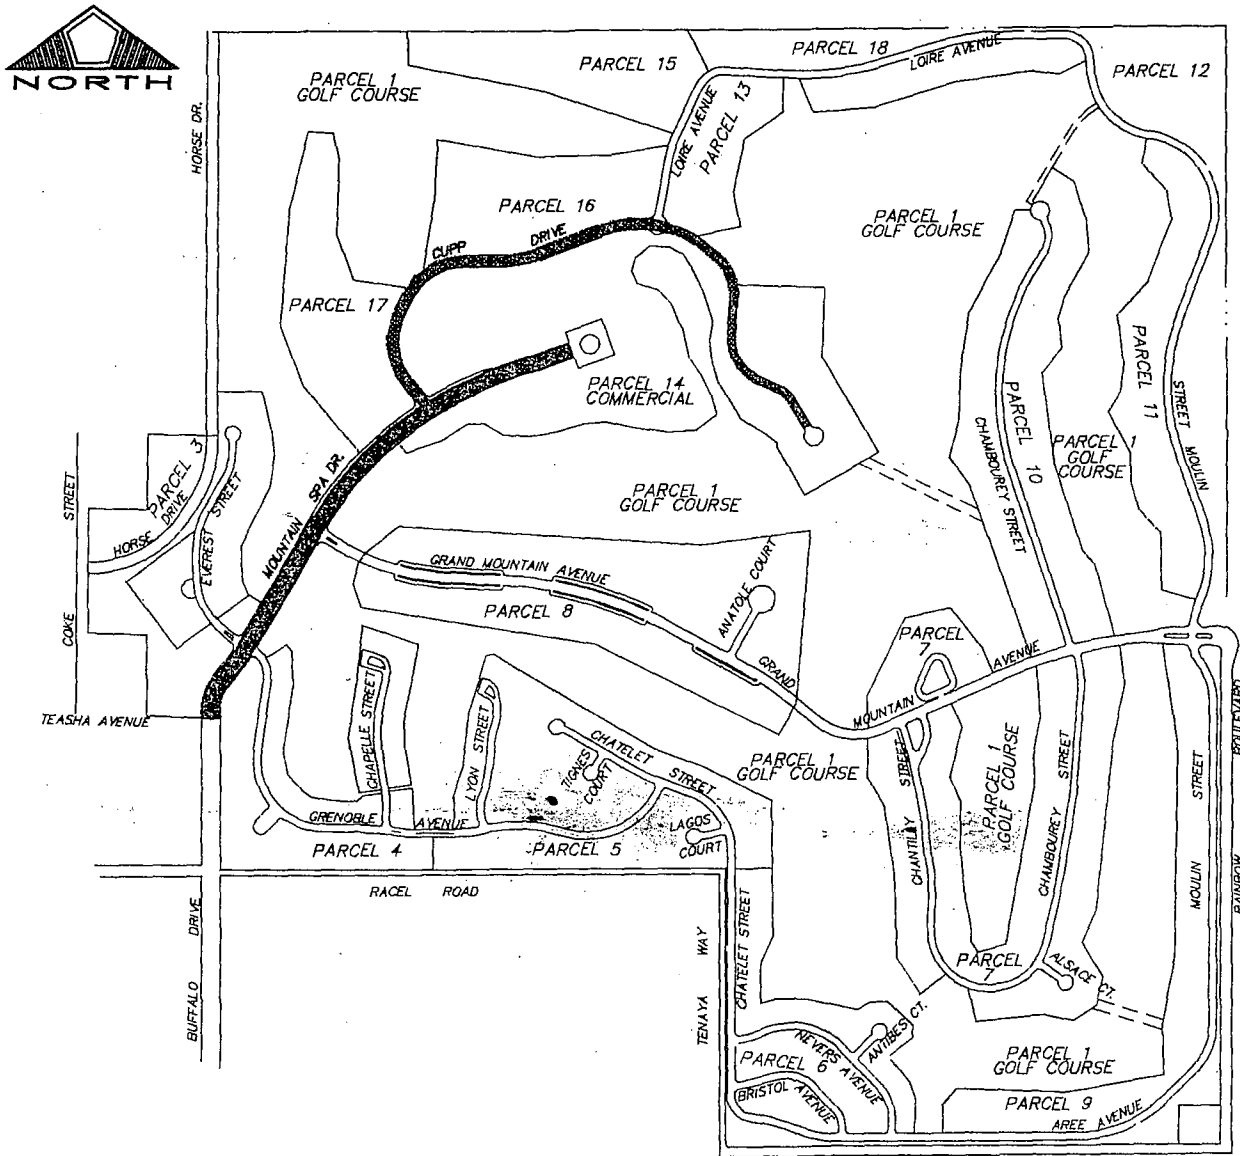 NORTH
HORSE DR.
PARCEL 1
GOLF COURSE
PARCEL 15
PARCEL 18
LOIRE AVENUE
PARCEL 12
LOIRE AVENUE
PARCEL 13
PARCEL 16
CUPP DRIVE
PARCEL 1
GOLF COURSE
PARCEL 17
PARCEL 14
COMMERCIAL
PARCEL 11
STREET MOULIN
PARCEL 10
CHAMBOUREY STREET
PARCEL 1
GOLF
COURSE
PARCEL 3
HORSE DRIVE
EVEREST STREET
COKE STREET
MOUNTAIN SPA DR.
PARCEL 1
GOLF COURSE
GRAND MOUNTAIN AVENUE
PARCEL 8
ANATOLE COURT
GRAND MOUNTAIN AVENUE
PARCEL
7
TEASHA AVENUE
CHAPELLE STREET
LYON STREET
CHATELET STREET
TIGNES
COURT
PARCEL 1
GOLF COURSE
CHANTILLY STREET
PARCEL 1
GOLF COURSE
CHAMBOUREY STREET
MOULIN STREET
RAINBOW BOULEVARD
GRENOBLE AVENUE
LAGOS
COURT
PARCEL 4
PARCEL 5
RACEL ROAD
BUFFALO DRIVE
TENAYA WAY
CHATELET STREET
PARCEL
7
ALSACE CT.
ANTIBES CT.
NEVERS AVENUE
PARCEL 6
BRISTOL AVENUE
PARCEL 1
GOLF COURSE
PARCEL 9
AREE AVENUE